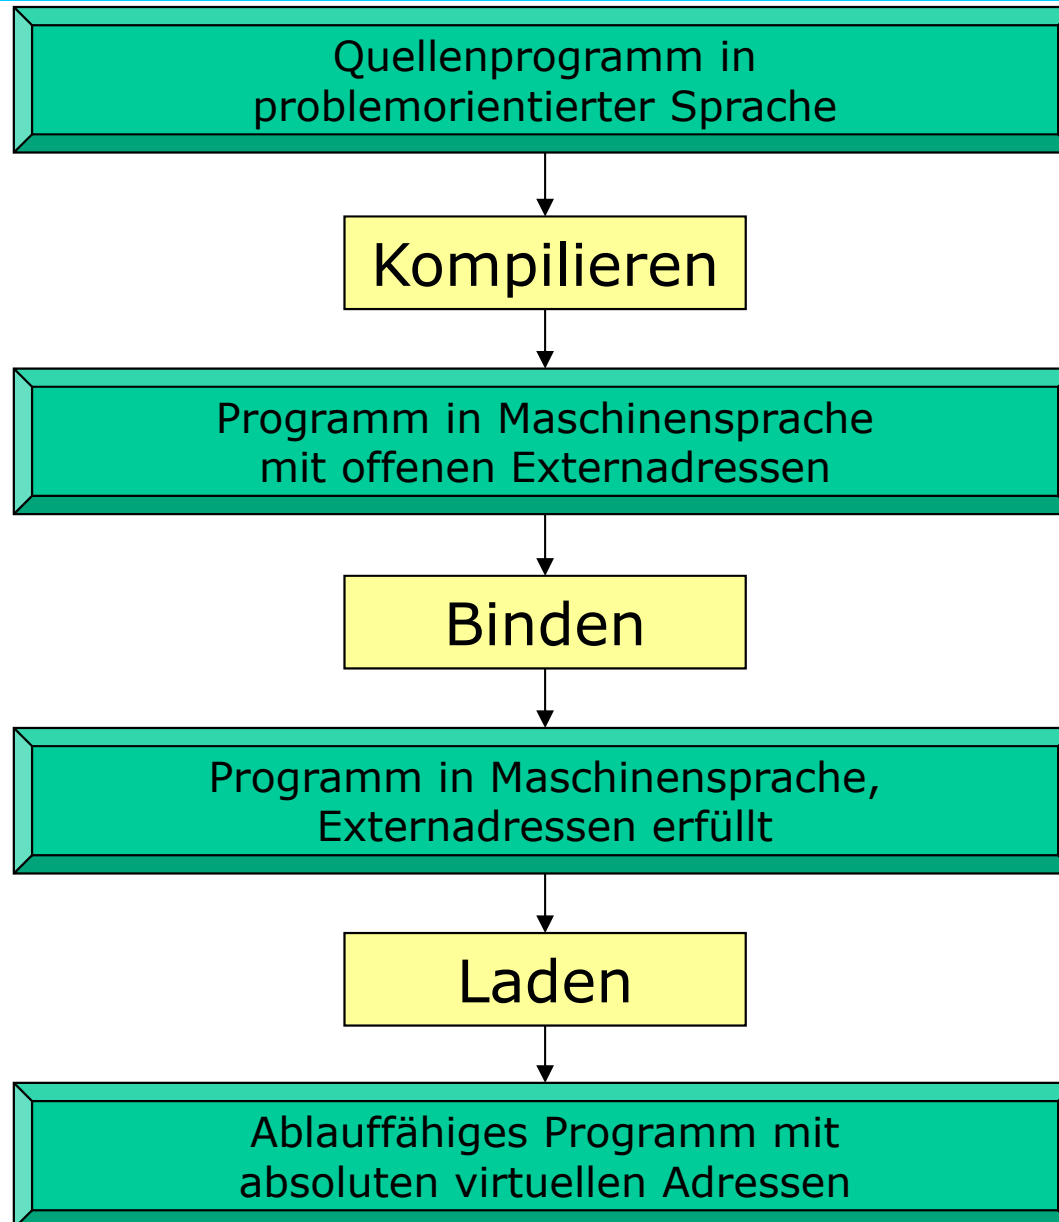 Quellenprogramm in
problemorientierter Sprache
Kompilieren
Programm in Maschinensprache
mit offenen Externadressen
Binden
Programm in Maschinensprache,
Externadressen erfüllt
Laden
Ablauffähiges Programm mit
absoluten virtuellen Adressen